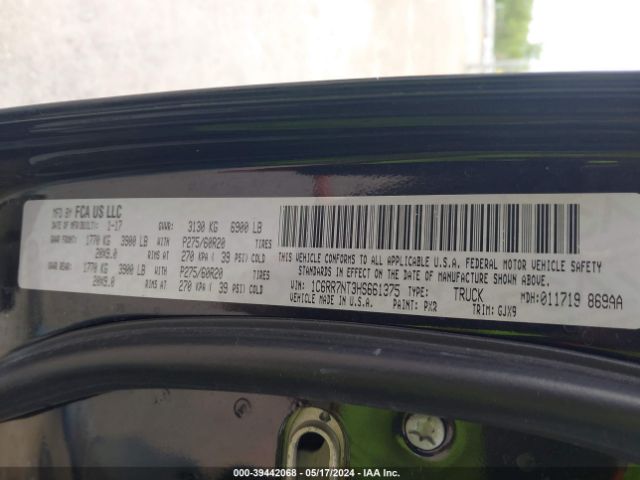 MFD BY FCA US LLC
DATE OF MFR(BUILT): 1-17 GVWR: 3130 KG 6900 LB
GAWR FRONT: 1770 KG 3900 LB WITH P275/60R20 TIRES
20X9.0 RIMS AT 270 KPA ( 39 PSI) COLD
GAWR REAR: 1770 KG 3900 LB WITH P275/60R20 TIRES
20X9.0 RIMS AT 270 KPA ( 39 PSI) COLD
THIS VEHICLE CONFORMS TO ALL APPLICABLE U.S.A. FEDERAL MOTOR VEHICLE SAFETY
STANDARDS IN EFFECT ON THE DATE OF MANUFACTURE SHOWN ABOVE.
VIN: 1C6RR7NT3HS661375 TYPE: TRUCK MDH:011719 869AA
VEHICLE MADE IN U.S.A. PAINT: PX2 TRIM: GJX9
000-39442068 - 05/17/2024 - IAA Inc.